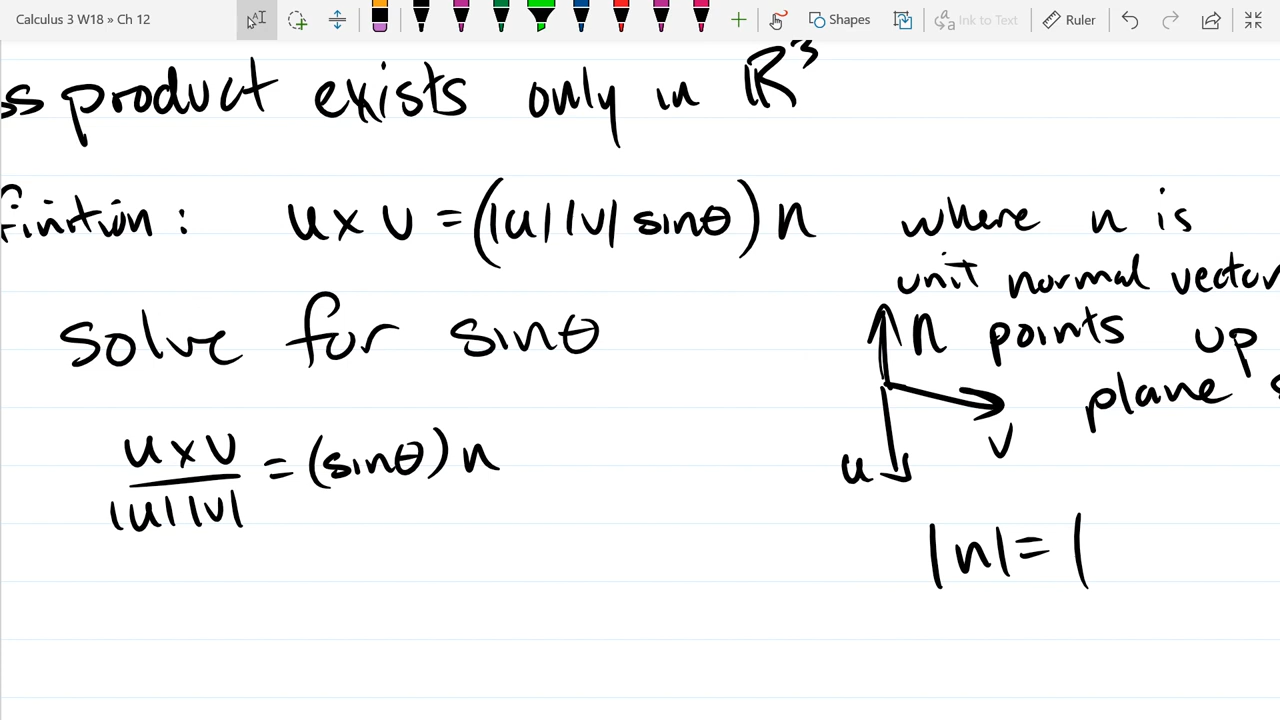 Calculus 3 W18 » Ch 12
Shapes
Ink to Text
Ruler
ss product exists only in ℝ³
finition: u x v = (|u| |v| sinθ) n where n is
unit normal vector
solve for sinθ
n points up
plane
v
u
u x v / |u| |v| = (sinθ) n
|n| = 1